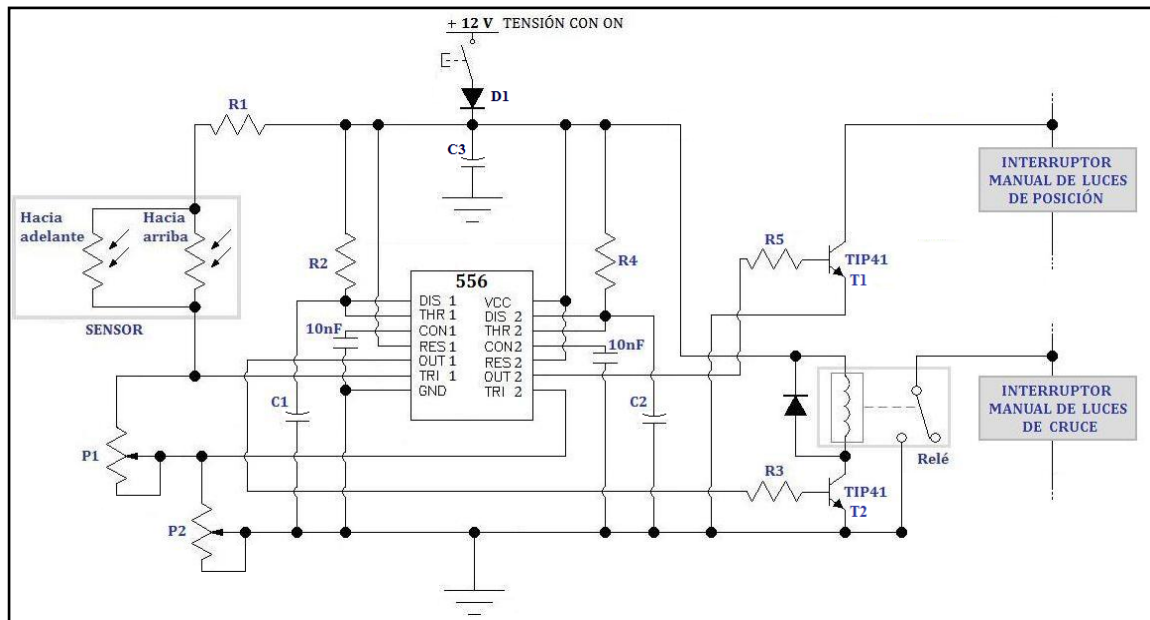 + 12 V TENSIÓN CON ON
D1
R1
C3
INTERRUPTOR
MANUAL DE LUCES
DE POSICIÓN
Hacia
adelante
Hacia
arriba
SENSOR
R2
R4
R5
TIP41
T1
556
DIS 1
THR 1
CON 1
RES 1
OUT 1
TRI 1
GND
VCC
DIS 2
THR 2
CON 2
RES 2
OUT 2
TRI 2
10nF
10nF
C1
C2
INTERRUPTOR
MANUAL DE LUCES
DE CRUCE
Relé
P1
R3
TIP41
T2
P2